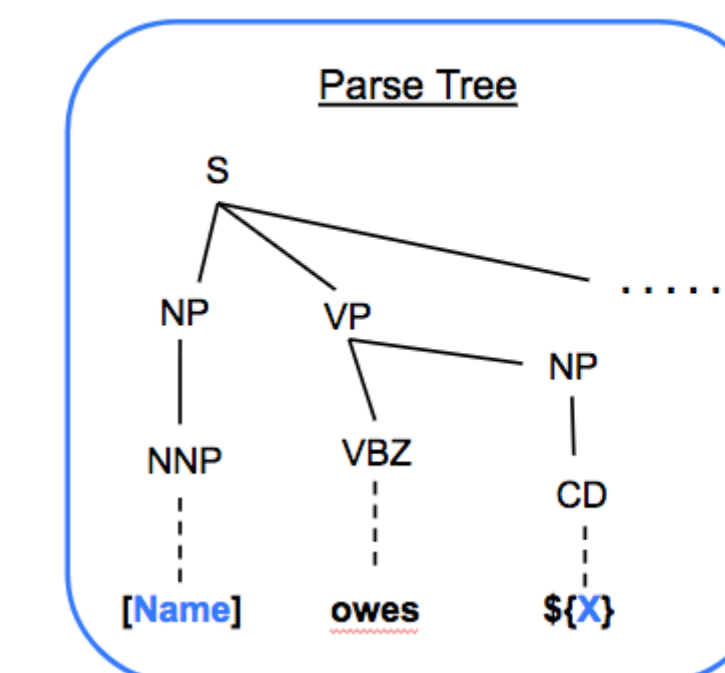 Parse Tree
S
.....
NP VP
NP
NNP VBZ
CD
[Name] owes ${X}